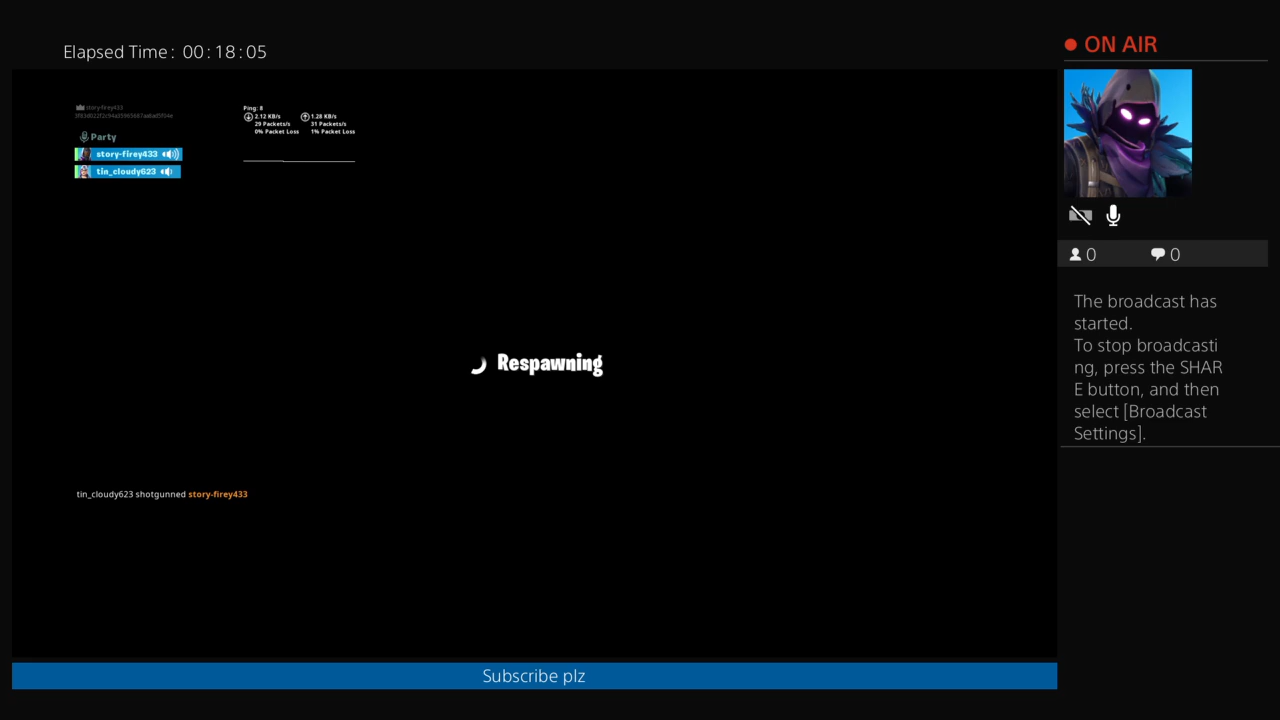 Elapsed Time: 00:18:05
ON AIR
story-firey433
Ping: 8
2.12 KB/s 1.28 KB/s
29 Packets/s 31 Packets/s
0% Packet Loss 1% Packet Loss
Party
story-firey433
tin_cloudy623
0 0
The broadcast has
started.
To stop broadcasti
ng, press the SHAR
E button, and then
select [Broadcast
Settings].
Respawning
tin_cloudy623 shotgunned story-firey433
Subscribe plz